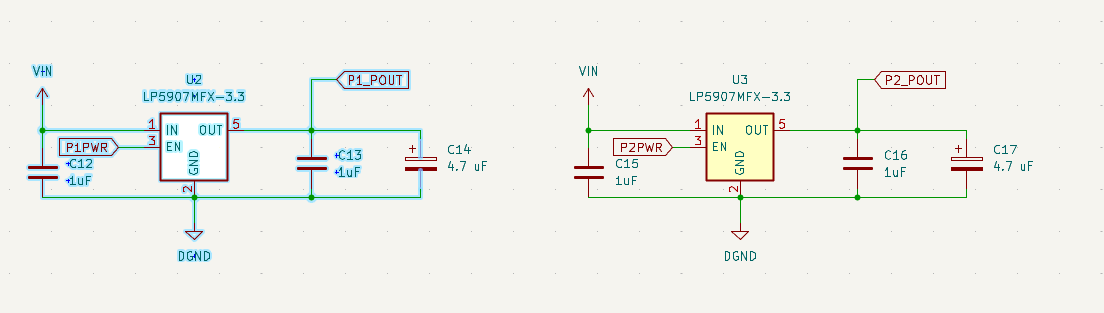 VIN
U2
LP5907MFX-3.3
P1_POUT
1
IN
OUT
5
P1PWR
3
EN
GND
2
C12
1uF
C13
1uF
+
C14
4.7 uF
DGND
VIN
U3
LP5907MFX-3.3
P2_POUT
1
IN
OUT
5
P2PWR
3
EN
GND
2
C15
1uF
C16
1uF
+
C17
4.7 uF
DGND